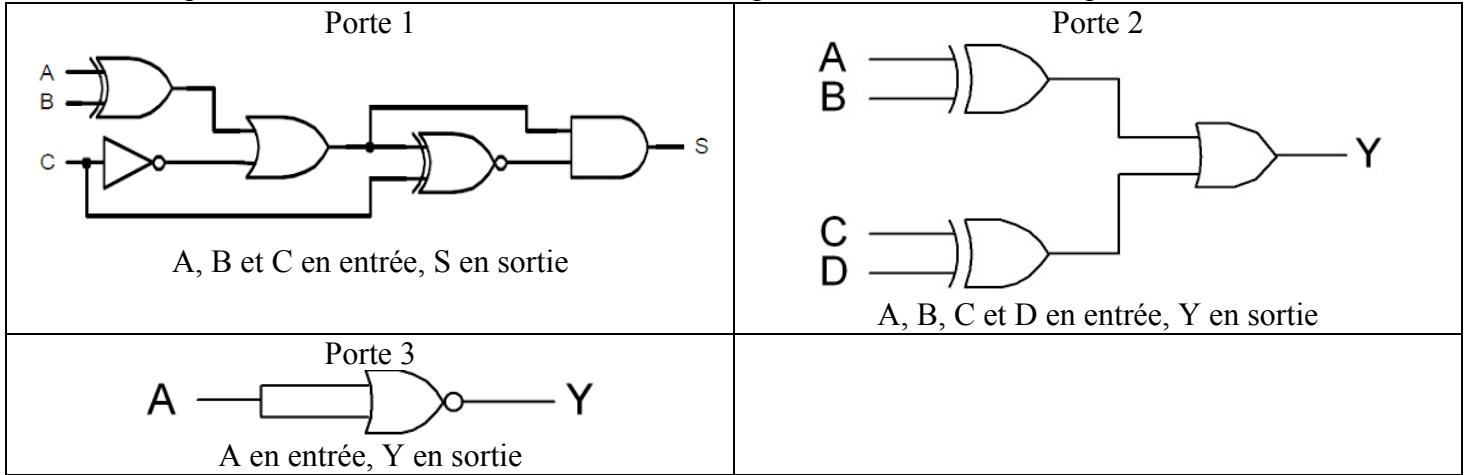 Porte 1
A
B
C
S
A, B et C en entrée, S en sortie
Porte 2
A
B
C
D
Y
A, B, C et D en entrée, Y en sortie
Porte 3
A
Y
A en entrée, Y en sortie